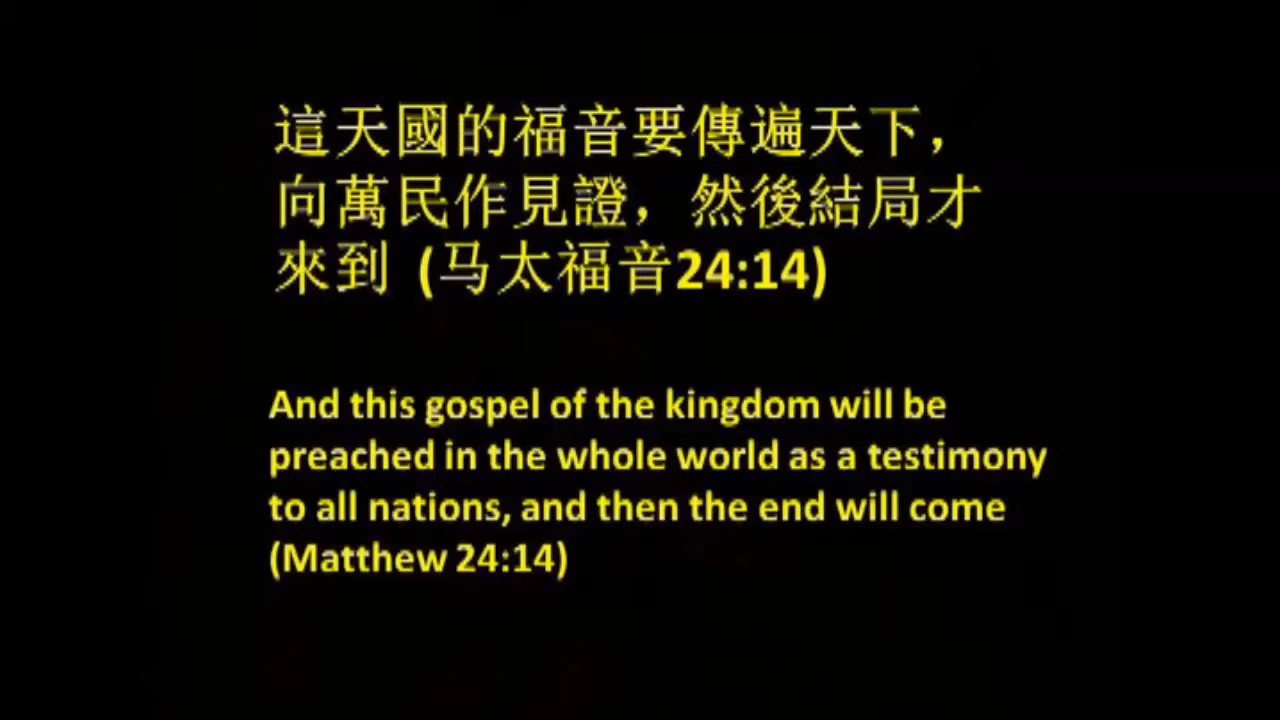 這天國的福音要傳遍天下，
向萬民作見證，然後結局才
來到 (马太福音24:14)
And this gospel of the kingdom will be
preached in the whole world as a testimony
to all nations, and then the end will come
(Matthew 24:14)